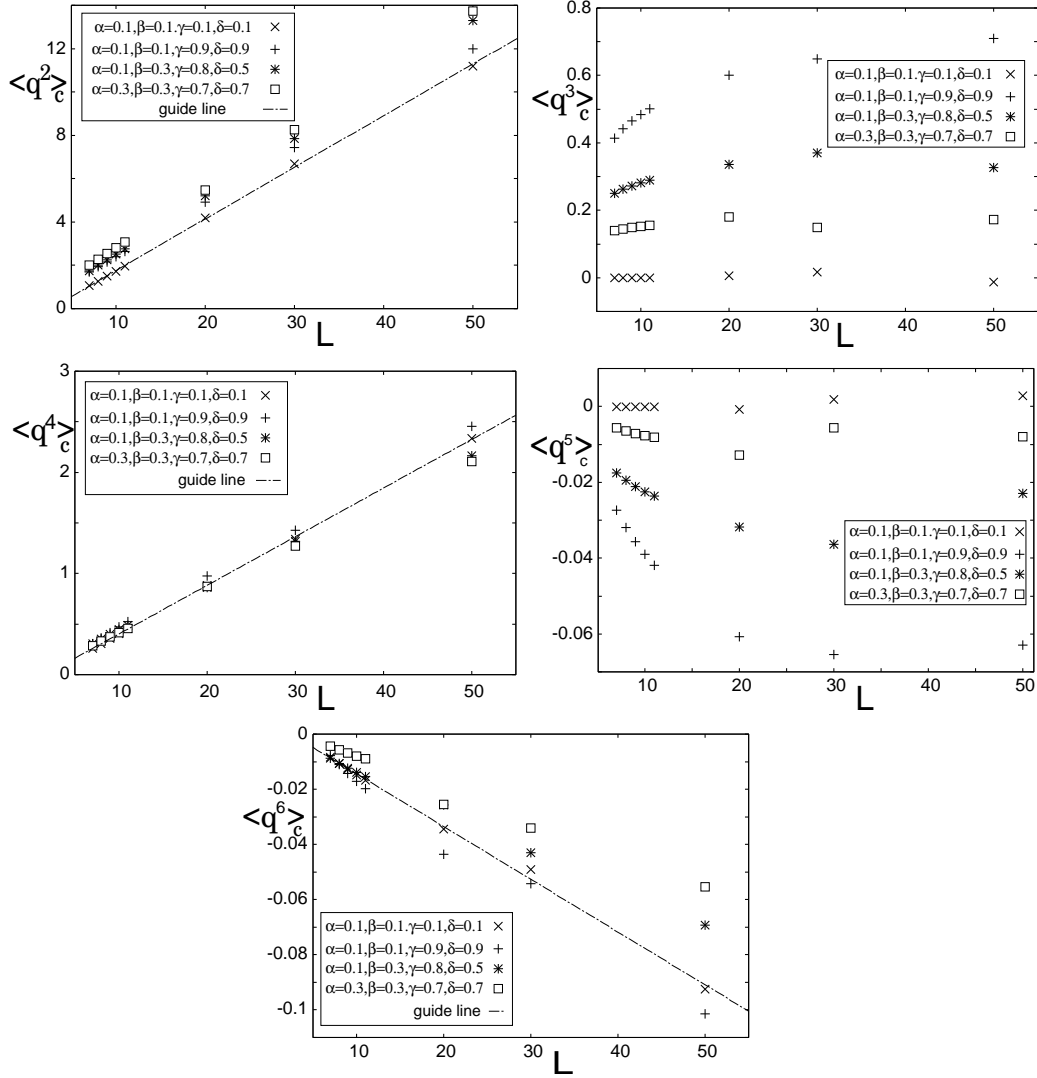 12
8
4
0
<q²>c
α=0.1,β=0.1.γ=0.1,δ=0.1
α=0.1,β=0.1,γ=0.9,δ=0.9
α=0.1,β=0.3,γ=0.8,δ=0.5
α=0.3,β=0.3,γ=0.7,δ=0.7
guide line
10 20 30 40 50
L
0.8
0.6
0.4
0.2
0
<q³>c
α=0.1,β=0.1.γ=0.1,δ=0.1
α=0.1,β=0.1,γ=0.9,δ=0.9
α=0.1,β=0.3,γ=0.8,δ=0.5
α=0.3,β=0.3,γ=0.7,δ=0.7
10 20 30 40 50
L
3
2
1
0
<q⁴>c
α=0.1,β=0.1.γ=0.1,δ=0.1
α=0.1,β=0.1,γ=0.9,δ=0.9
α=0.1,β=0.3,γ=0.8,δ=0.5
α=0.3,β=0.3,γ=0.7,δ=0.7
guide line
10 20 30 40 50
L
0
-0.02
-0.04
-0.06
<q⁵>c
α=0.1,β=0.1.γ=0.1,δ=0.1
α=0.1,β=0.1,γ=0.9,δ=0.9
α=0.1,β=0.3,γ=0.8,δ=0.5
α=0.3,β=0.3,γ=0.7,δ=0.7
10 20 30 40 50
L
0
-0.02
-0.04
-0.06
-0.08
-0.1
<q⁶>c
α=0.1,β=0.1.γ=0.1,δ=0.1
α=0.1,β=0.1,γ=0.9,δ=0.9
α=0.1,β=0.3,γ=0.8,δ=0.5
α=0.3,β=0.3,γ=0.7,δ=0.7
guide line
10 20 30 40 50
L